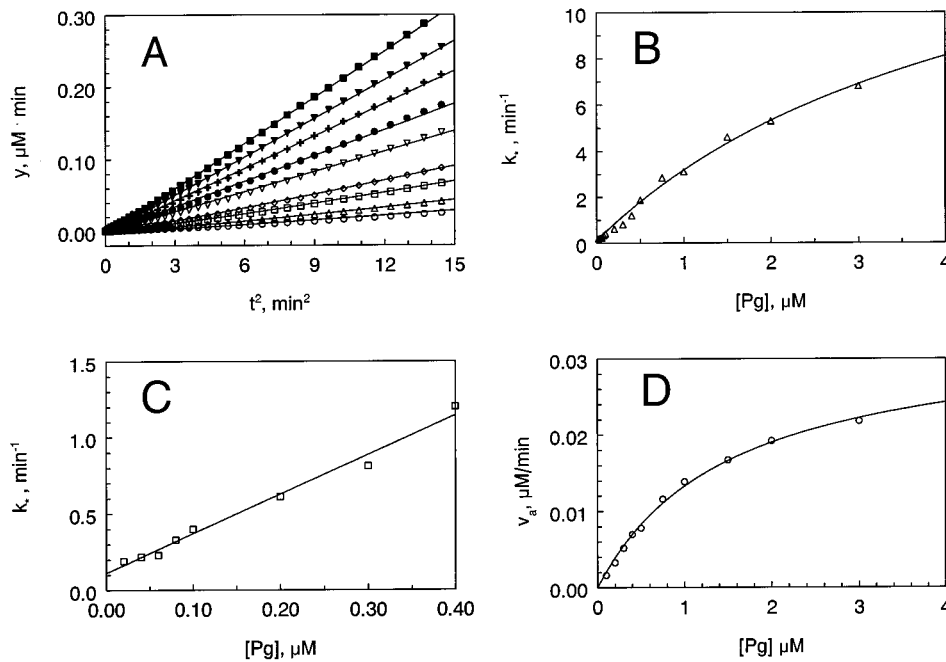 A
y, µM · min
0.30
0.20
0.10
0.00
0 3 6 9 12 15
t², min²
B
k*, min⁻¹
10
8
6
4
2
0
0 1 2 3 4
[Pg], µM
C
k*, min⁻¹
1.5
1.0
0.5
0.0
0.00 0.10 0.20 0.30 0.40
[Pg], µM
D
vₐ, µM/min
0.03
0.02
0.01
0.00
0 1 2 3 4
[Pg] µM